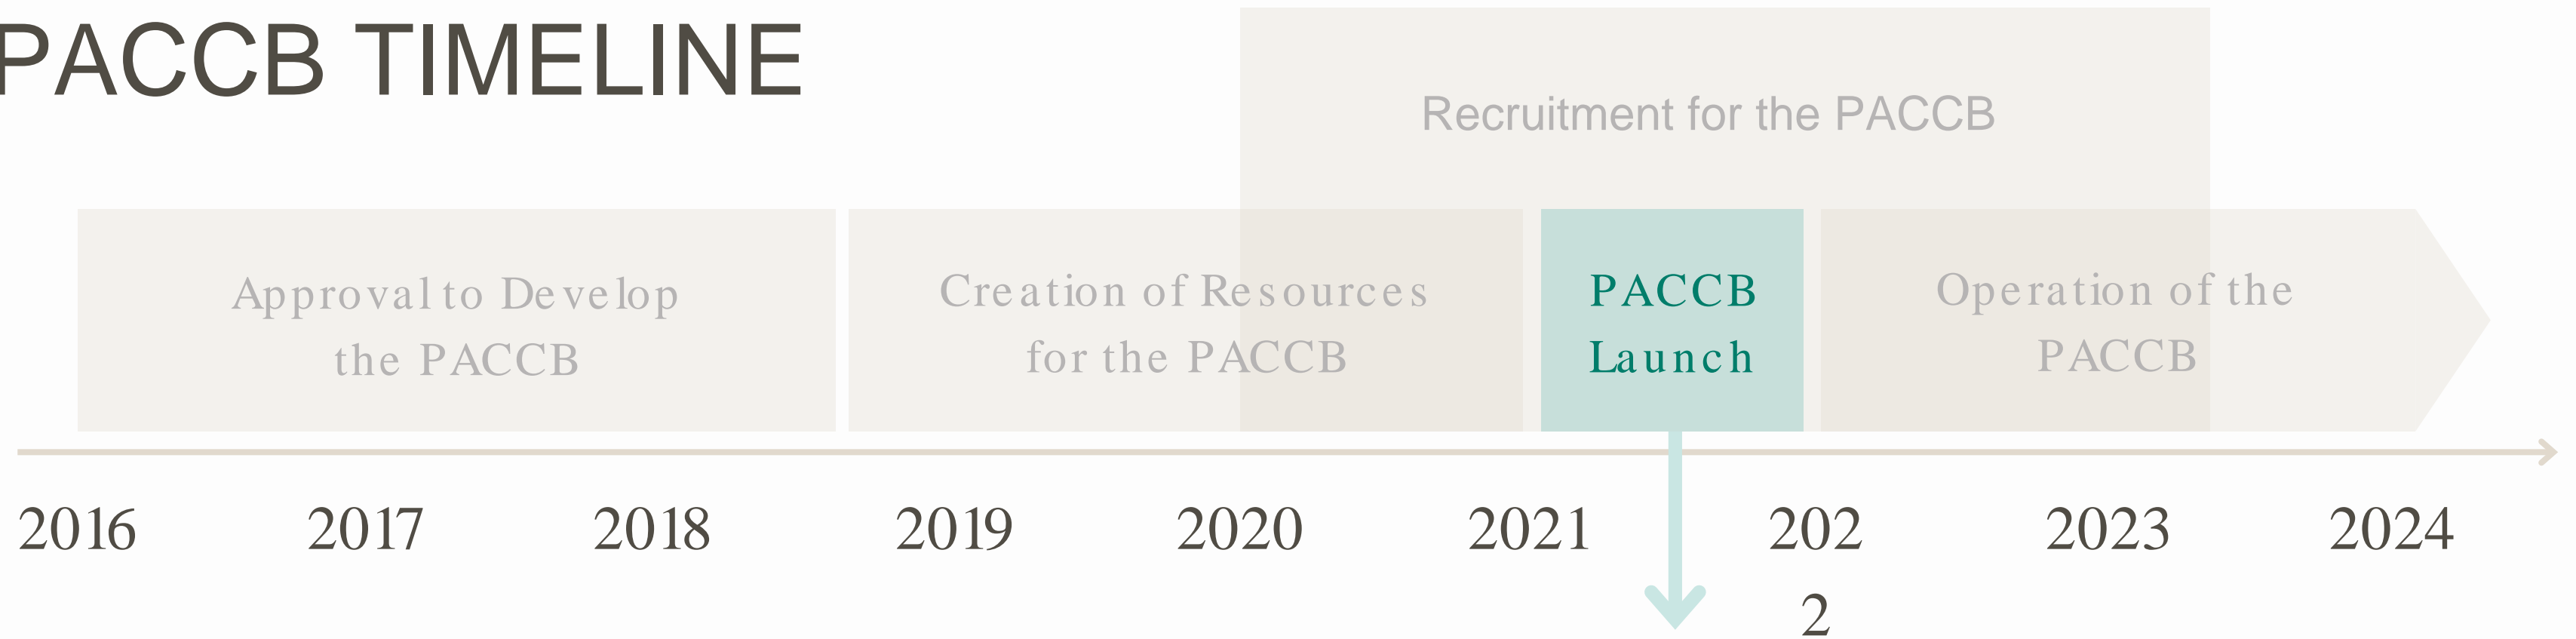 PACCB TIMELINE
Recruitment for the PACCB
Approval to Develop
the PACCB
Creation of Resources
for the PACCB
PACCB
Launch
Operation of the
PACCB
2016 2017 2018 2019 2020 2021 202 2023 2024
2